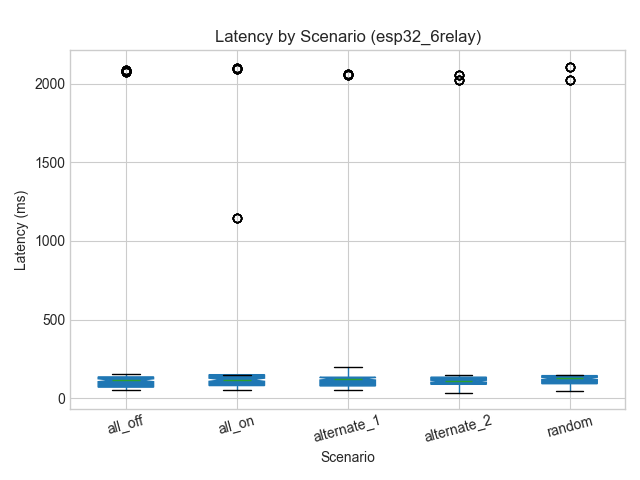 Latency by Scenario (esp32_6relay)
Latency (ms)
2000
1500
1000
500
0
all_off
all_on
alternate_1
alternate_2
random
Scenario